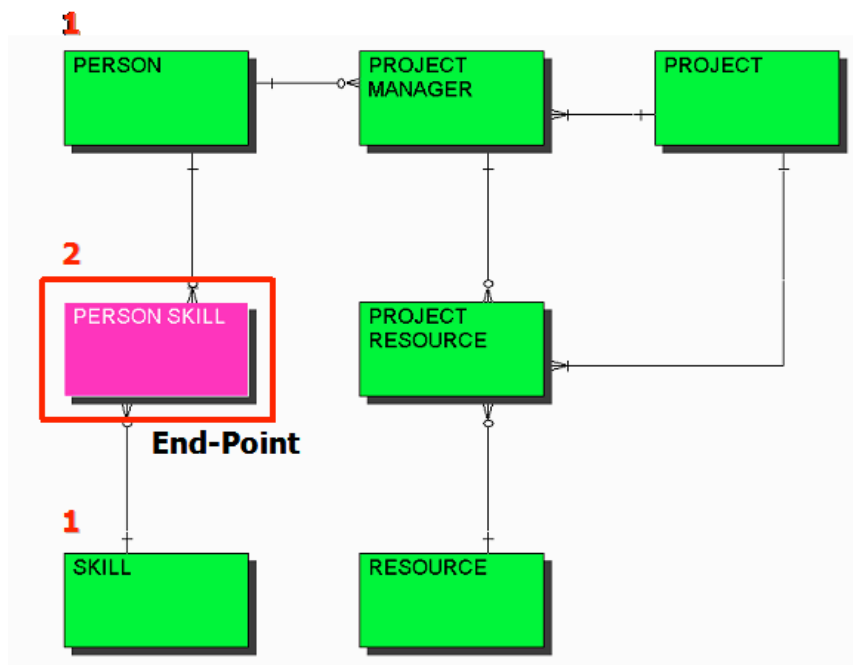 1
PERSON
PROJECT
MANAGER
PROJECT
2
PERSON SKILL
PROJECT
RESOURCE
End-Point
1
SKILL
RESOURCE